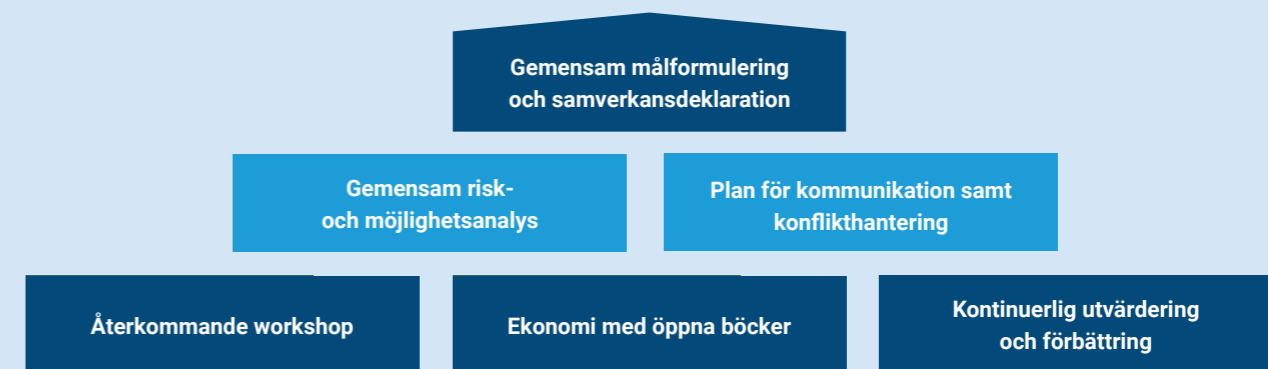 Gemensam målformulering
och samverkansdeklaration
Gemensam risk-
och möjlighetsanalys
Plan för kommunikation samt
konflikthantering
Återkommande workshop
Ekonomi med öppna böcker
Kontinuerlig utvärdering
och förbättring